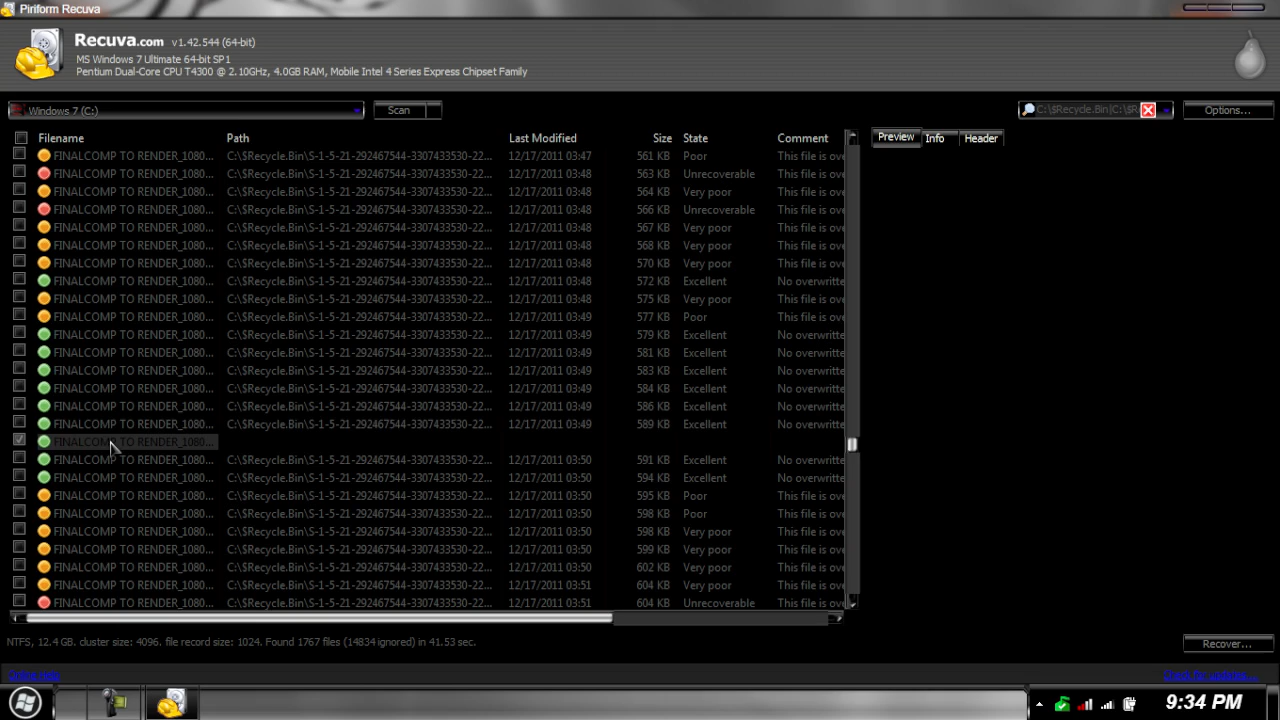 Piriform Recuva
Recuva.com v1.42.544 (64-bit)
MS Windows 7 Ultimate 64-bit SP1
Pentium Dual-Core CPU T4300 @ 2.10GHz, 4.0GB RAM, Mobile Intel 4 Series Express Chipset Family
Windows 7 (C:) Scan C:\$Recycle.Bin|C:\$R Options...
Filename Path Last Modified Size State Comment Preview Info Header
FINALCOMP TO RENDER_1080... C:\$Recycle.Bin\S-1-5-21-292467544-3307433530-22... 12/17/2011 03:47 561 KB Poor This file is ove
FINALCOMP TO RENDER_1080... C:\$Recycle.Bin\S-1-5-21-292467544-3307433530-22... 12/17/2011 03:48 563 KB Unrecoverable This file is ove
FINALCOMP TO RENDER_1080... C:\$Recycle.Bin\S-1-5-21-292467544-3307433530-22... 12/17/2011 03:48 564 KB Very poor This file is ove
FINALCOMP TO RENDER_1080... C:\$Recycle.Bin\S-1-5-21-292467544-3307433530-22... 12/17/2011 03:48 566 KB Unrecoverable This file is ove
FINALCOMP TO RENDER_1080... C:\$Recycle.Bin\S-1-5-21-292467544-3307433530-22... 12/17/2011 03:48 567 KB Very poor This file is ove
FINALCOMP TO RENDER_1080... C:\$Recycle.Bin\S-1-5-21-292467544-3307433530-22... 12/17/2011 03:48 568 KB Very poor This file is ove
FINALCOMP TO RENDER_1080... C:\$Recycle.Bin\S-1-5-21-292467544-3307433530-22... 12/17/2011 03:48 570 KB Very poor This file is ove
FINALCOMP TO RENDER_1080... C:\$Recycle.Bin\S-1-5-21-292467544-3307433530-22... 12/17/2011 03:48 572 KB Excellent No overwritte
FINALCOMP TO RENDER_1080... C:\$Recycle.Bin\S-1-5-21-292467544-3307433530-22... 12/17/2011 03:48 575 KB Very poor This file is ove
FINALCOMP TO RENDER_1080... C:\$Recycle.Bin\S-1-5-21-292467544-3307433530-22... 12/17/2011 03:48 577 KB Poor This file is ove
FINALCOMP TO RENDER_1080... C:\$Recycle.Bin\S-1-5-21-292467544-3307433530-22... 12/17/2011 03:49 579 KB Excellent No overwritte
FINALCOMP TO RENDER_1080... C:\$Recycle.Bin\S-1-5-21-292467544-3307433530-22... 12/17/2011 03:49 581 KB Excellent No overwritte
FINALCOMP TO RENDER_1080... C:\$Recycle.Bin\S-1-5-21-292467544-3307433530-22... 12/17/2011 03:49 583 KB Excellent No overwritte
FINALCOMP TO RENDER_1080... C:\$Recycle.Bin\S-1-5-21-292467544-3307433530-22... 12/17/2011 03:49 584 KB Excellent No overwritte
FINALCOMP TO RENDER_1080... C:\$Recycle.Bin\S-1-5-21-292467544-3307433530-22... 12/17/2011 03:49 586 KB Excellent No overwritte
FINALCOMP TO RENDER_1080... C:\$Recycle.Bin\S-1-5-21-292467544-3307433530-22... 12/17/2011 03:49 589 KB Excellent No overwritte
FINALCOMP TO RENDER_1080...
FINALCOMP TO RENDER_1080... C:\$Recycle.Bin\S-1-5-21-292467544-3307433530-22... 12/17/2011 03:50 591 KB Excellent No overwritte
FINALCOMP TO RENDER_1080... C:\$Recycle.Bin\S-1-5-21-292467544-3307433530-22... 12/17/2011 03:50 594 KB Excellent No overwritte
FINALCOMP TO RENDER_1080... C:\$Recycle.Bin\S-1-5-21-292467544-3307433530-22... 12/17/2011 03:50 595 KB Poor This file is ove
FINALCOMP TO RENDER_1080... C:\$Recycle.Bin\S-1-5-21-292467544-3307433530-22... 12/17/2011 03:50 598 KB Poor This file is ove
FINALCOMP TO RENDER_1080... C:\$Recycle.Bin\S-1-5-21-292467544-3307433530-22... 12/17/2011 03:50 598 KB Very poor This file is ove
FINALCOMP TO RENDER_1080... C:\$Recycle.Bin\S-1-5-21-292467544-3307433530-22... 12/17/2011 03:50 599 KB Very poor This file is ove
FINALCOMP TO RENDER_1080... C:\$Recycle.Bin\S-1-5-21-292467544-3307433530-22... 12/17/2011 03:50 602 KB Very poor This file is ove
FINALCOMP TO RENDER_1080... C:\$Recycle.Bin\S-1-5-21-292467544-3307433530-22... 12/17/2011 03:51 604 KB Very poor This file is ove
FINALCOMP TO RENDER_1080... C:\$Recycle.Bin\S-1-5-21-292467544-3307433530-22... 12/17/2011 03:51 604 KB Unrecoverable This file is ove
NTFS, 12.4 GB. cluster size: 4096. file record size: 1024. Found 1767 files (14834 ignored) in 41.53 sec. Recover...
Online Help Check for updates...
9:34 PM